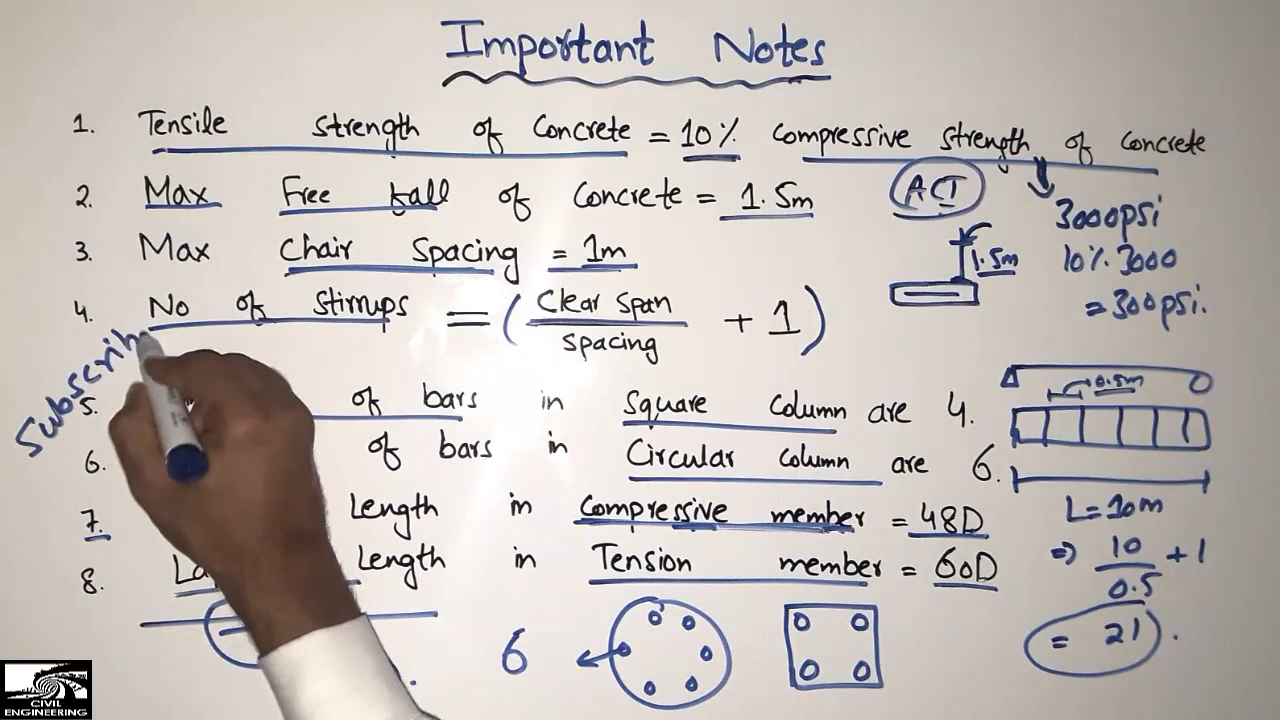 Important Notes
1. Tensile strength of Concrete = 10% compressive strength of concrete
2. Max Free fall of Concrete = 1.5m
ACI
3000psi
3. Max Chair Spacing = 1m
1.5m
10% 3000
= 300psi.
4. No of Stirrups = (Clear Span / spacing + 1)
Subscrib
0.5m
5. of bars in Square Column are 4.
6. of bars in Circular column are 6.
7. Length in Compressive member = 48D
L = 10m
8. La Length in Tension member = 60D
⇒ 10 / 0.5 + 1
= 21.
6
CIVIL
ENGINEERING